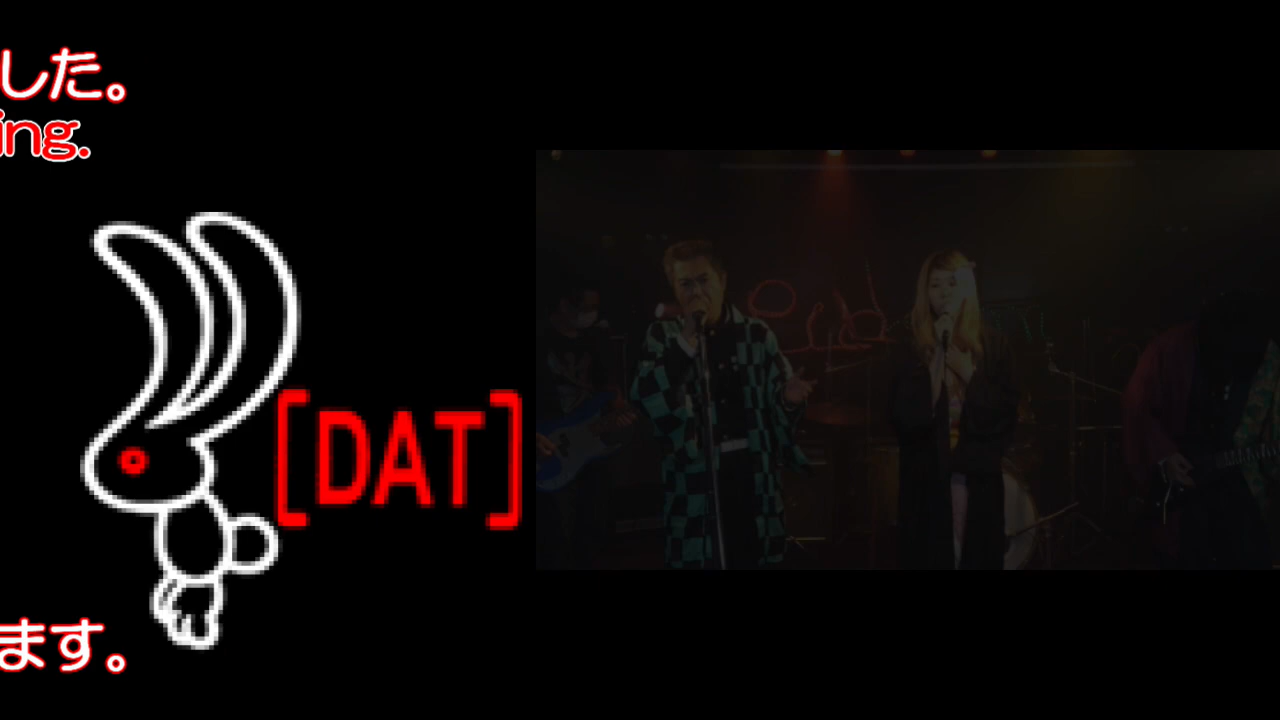 した。
ing.
[DAT]
ます。